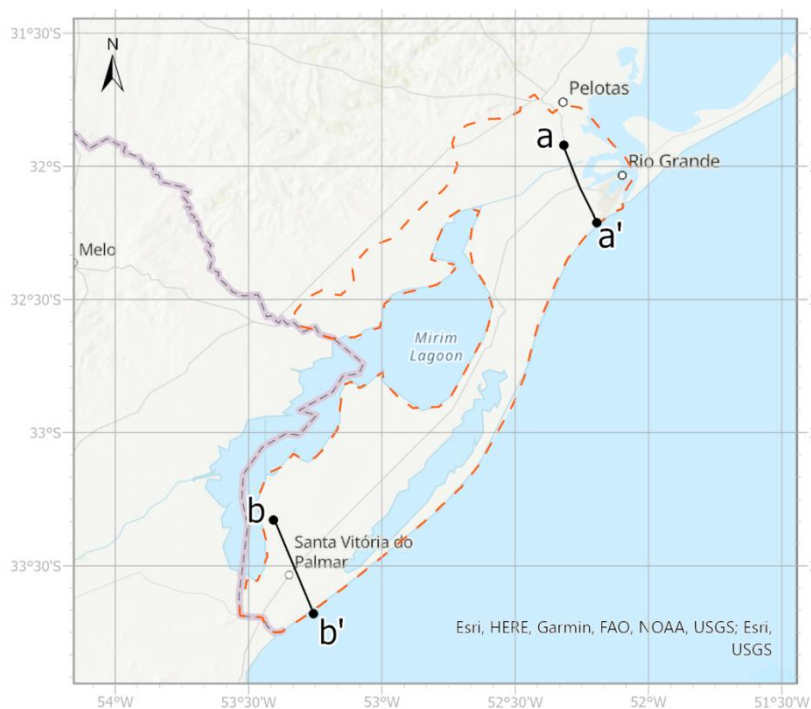 31°30'S
N
Pelotas
a
32°S
Rio Grande
a'
Melo
32°30'S
Mirim
Lagoon
33°S
b
Santa Vitória do
Palmar
33°30'S
b'
Esri, HERE, Garmin, FAO, NOAA, USGS; Esri,
USGS
54°W
53°30'W
53°W
52°30'W
52°W
51°30'W